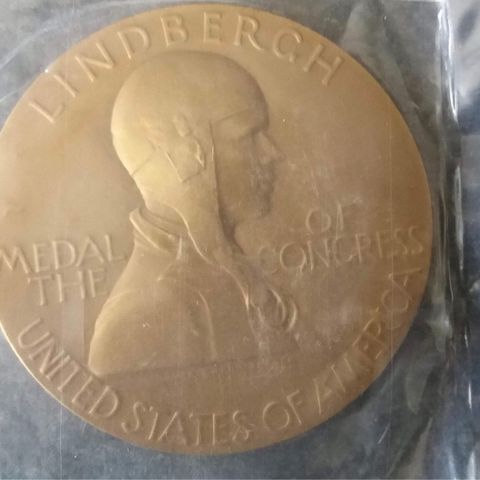 LINDBERGH
MEDAL OF
THE CONGRESS
UNITED STATES OF AMERICA